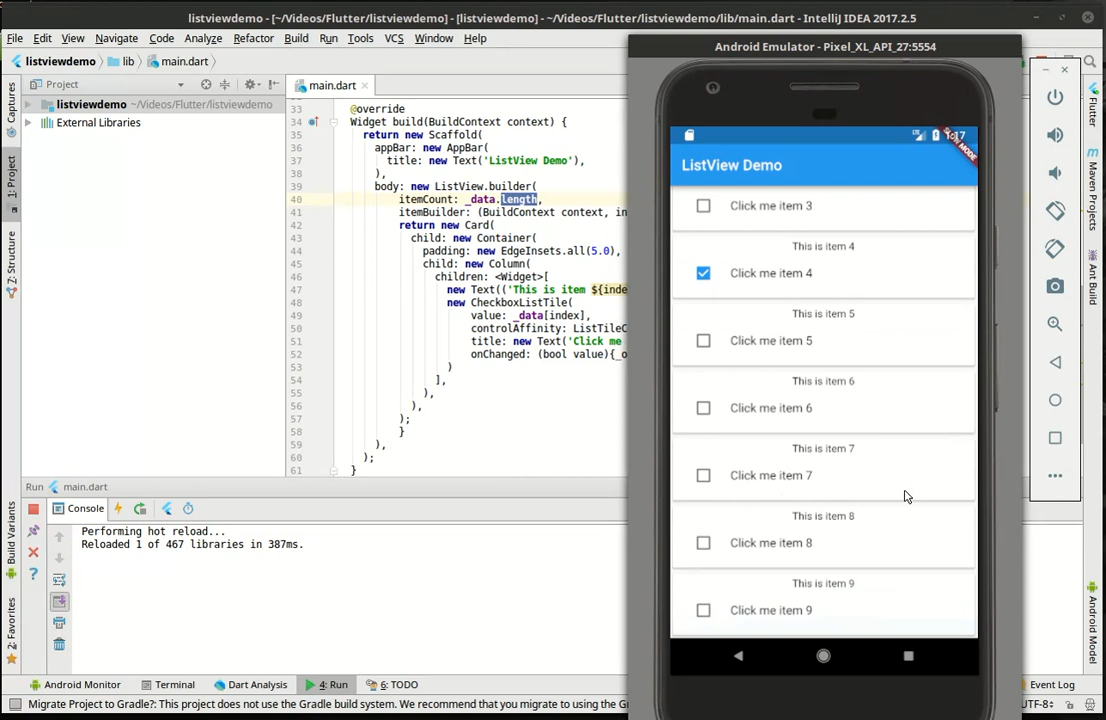 listviewdemo - [~/Videos/Flutter/listviewdemo] - [listviewdemo] - ~/Videos/Flutter/listviewdemo/lib/main.dart - IntelliJ IDEA 2017.2.5
File Edit View Navigate Code Analyze Refactor Build Run Tools VCS Window Help
listviewdemo lib main.dart
Project
main.dart
listviewdemo ~/Videos/Flutter/listviewdemo
External Libraries
Captures
1: Project
7: Structure
Build Variants
2: Favorites
33 @override
34 Widget build(BuildContext context) {
35 return new Scaffold(
36 appBar: new AppBar(
37 title: new Text('ListView Demo'),
38 ),
39 body: new ListView.builder(
40 itemCount: _data.length,
41 itemBuilder: (BuildContext context, in
42 return new Card(
43 child: new Container(
44 padding: new EdgeInsets.all(5.0),
45 child: new Column(
46 children: <Widget>[
47 new Text(('This is item ${inde
48 new CheckboxListTile(
49 value: _data[index],
50 controlAffinity: ListTileC
51 title: new Text('Click me
52 onChanged: (bool value){_o
53 )
54 ],
55 ),
56 ),
57 );
58 }
59 ),
60 );
61 }
Run main.dart
Console
Performing hot reload...
Reloaded 1 of 467 libraries in 387ms.
Android Monitor Terminal Dart Analysis 4: Run 6: TODO
Event Log
Migrate Project to Gradle?: This project does not use the Gradle build system. We recommend that you migrate to using the Gr
UTF-8
Android Emulator - Pixel_XL_API_27:5554
ListView Demo
Click me item 3
This is item 4
Click me item 4
This is item 5
Click me item 5
This is item 6
Click me item 6
This is item 7
Click me item 7
This is item 8
Click me item 8
This is item 9
Click me item 9
Flutter
Maven Projects
Ant Build
Android Model